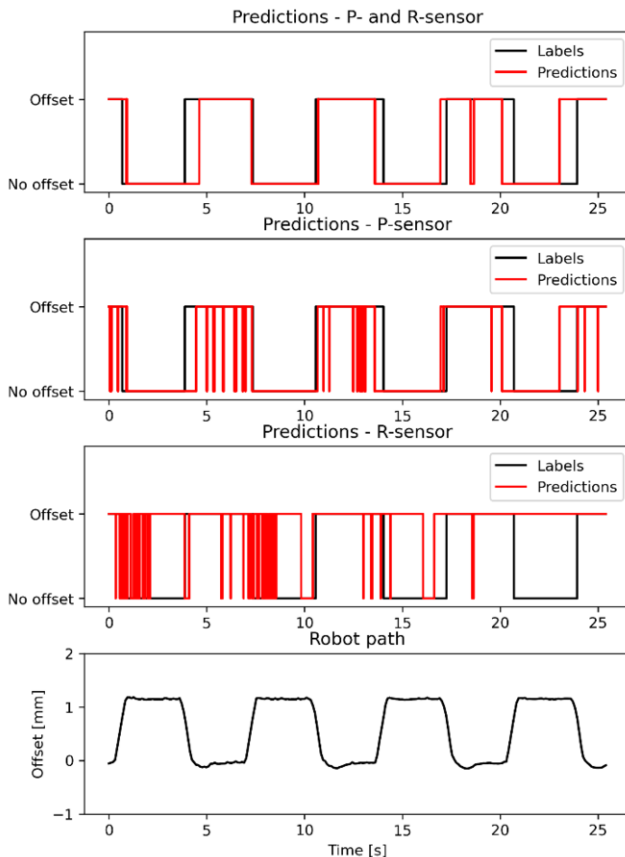 Predictions - P- and R-sensor
Labels
Predictions
Offset
No offset
0 5 10 15 20 25
Predictions - P-sensor
Labels
Predictions
Offset
No offset
0 5 10 15 20 25
Predictions - R-sensor
Labels
Predictions
Offset
No offset
0 5 10 15 20 25
Robot path
2
1
0
−1
Offset [mm]
0 5 10 15 20 25
Time [s]